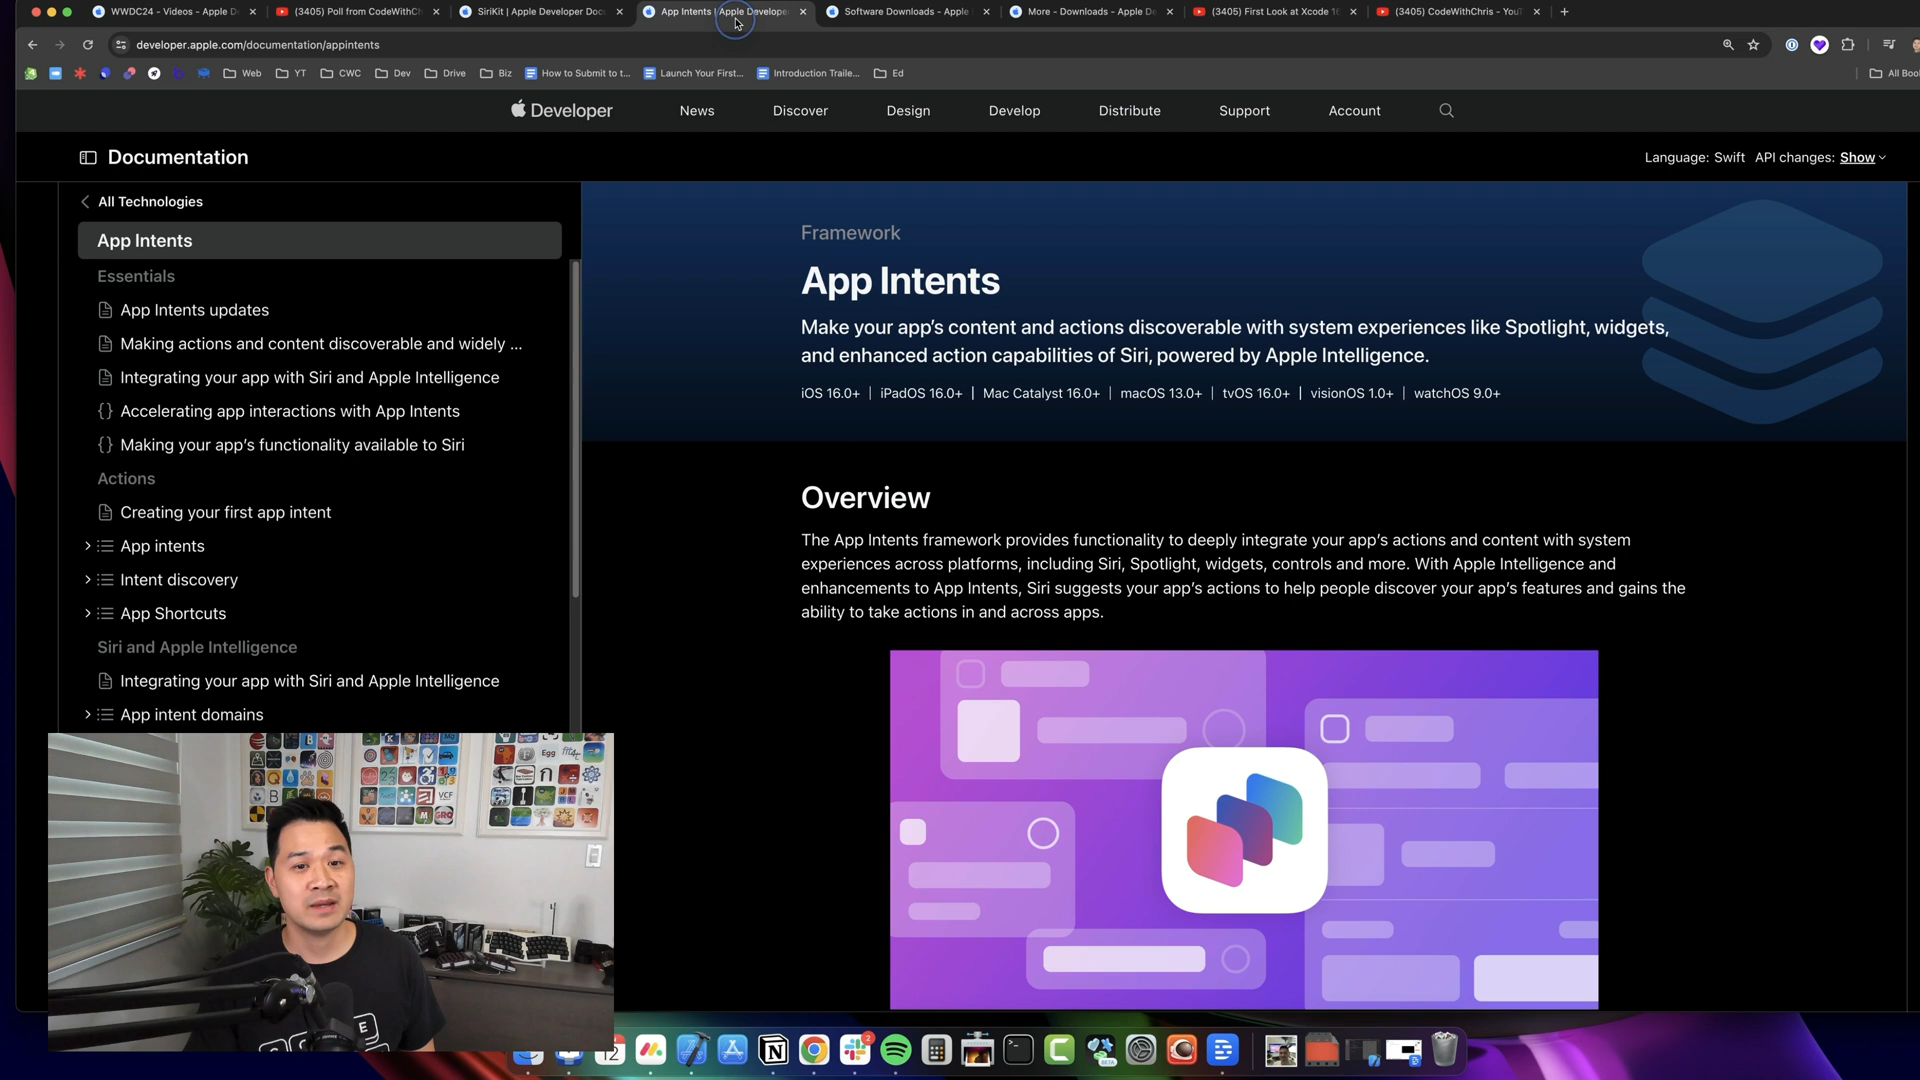 WWDC24 - Videos - Apple D
(3405) Poll from CodeWithCh
SiriKit | Apple Developer Doc
App Intents | Apple Develope
Software Downloads - Apple
More - Downloads - Apple De
(3405) First Look at Xcode 16
(3405) CodeWithChris - YouT
developer.apple.com/documentation/appintents
Web
YT
CWC
Dev
Drive
Biz
How to Submit to t...
Launch Your First...
Introduction Traile...
Ed
All Bool
Developer
News
Discover
Design
Develop
Distribute
Support
Account
Documentation
Language: Swift API changes: Show
All Technologies
App Intents
Essentials
App Intents updates
Making actions and content discoverable and widely ...
Integrating your app with Siri and Apple Intelligence
{} Accelerating app interactions with App Intents
{} Making your app's functionality available to Siri
Actions
Creating your first app intent
App intents
Intent discovery
App Shortcuts
Siri and Apple Intelligence
Integrating your app with Siri and Apple Intelligence
App intent domains
Framework
App Intents
Make your app's content and actions discoverable with system experiences like Spotlight, widgets,
and enhanced action capabilities of Siri, powered by Apple Intelligence.
iOS 16.0+ | iPadOS 16.0+ | Mac Catalyst 16.0+ | macOS 13.0+ | tvOS 16.0+ | visionOS 1.0+ | watchOS 9.0+
Overview
The App Intents framework provides functionality to deeply integrate your app's actions and content with system
experiences across platforms, including Siri, Spotlight, widgets, controls and more. With Apple Intelligence and
enhancements to App Intents, Siri suggests your app's actions to help people discover your app's features and gains the
ability to take actions in and across apps.
Egg
VCF
12
2
BETA